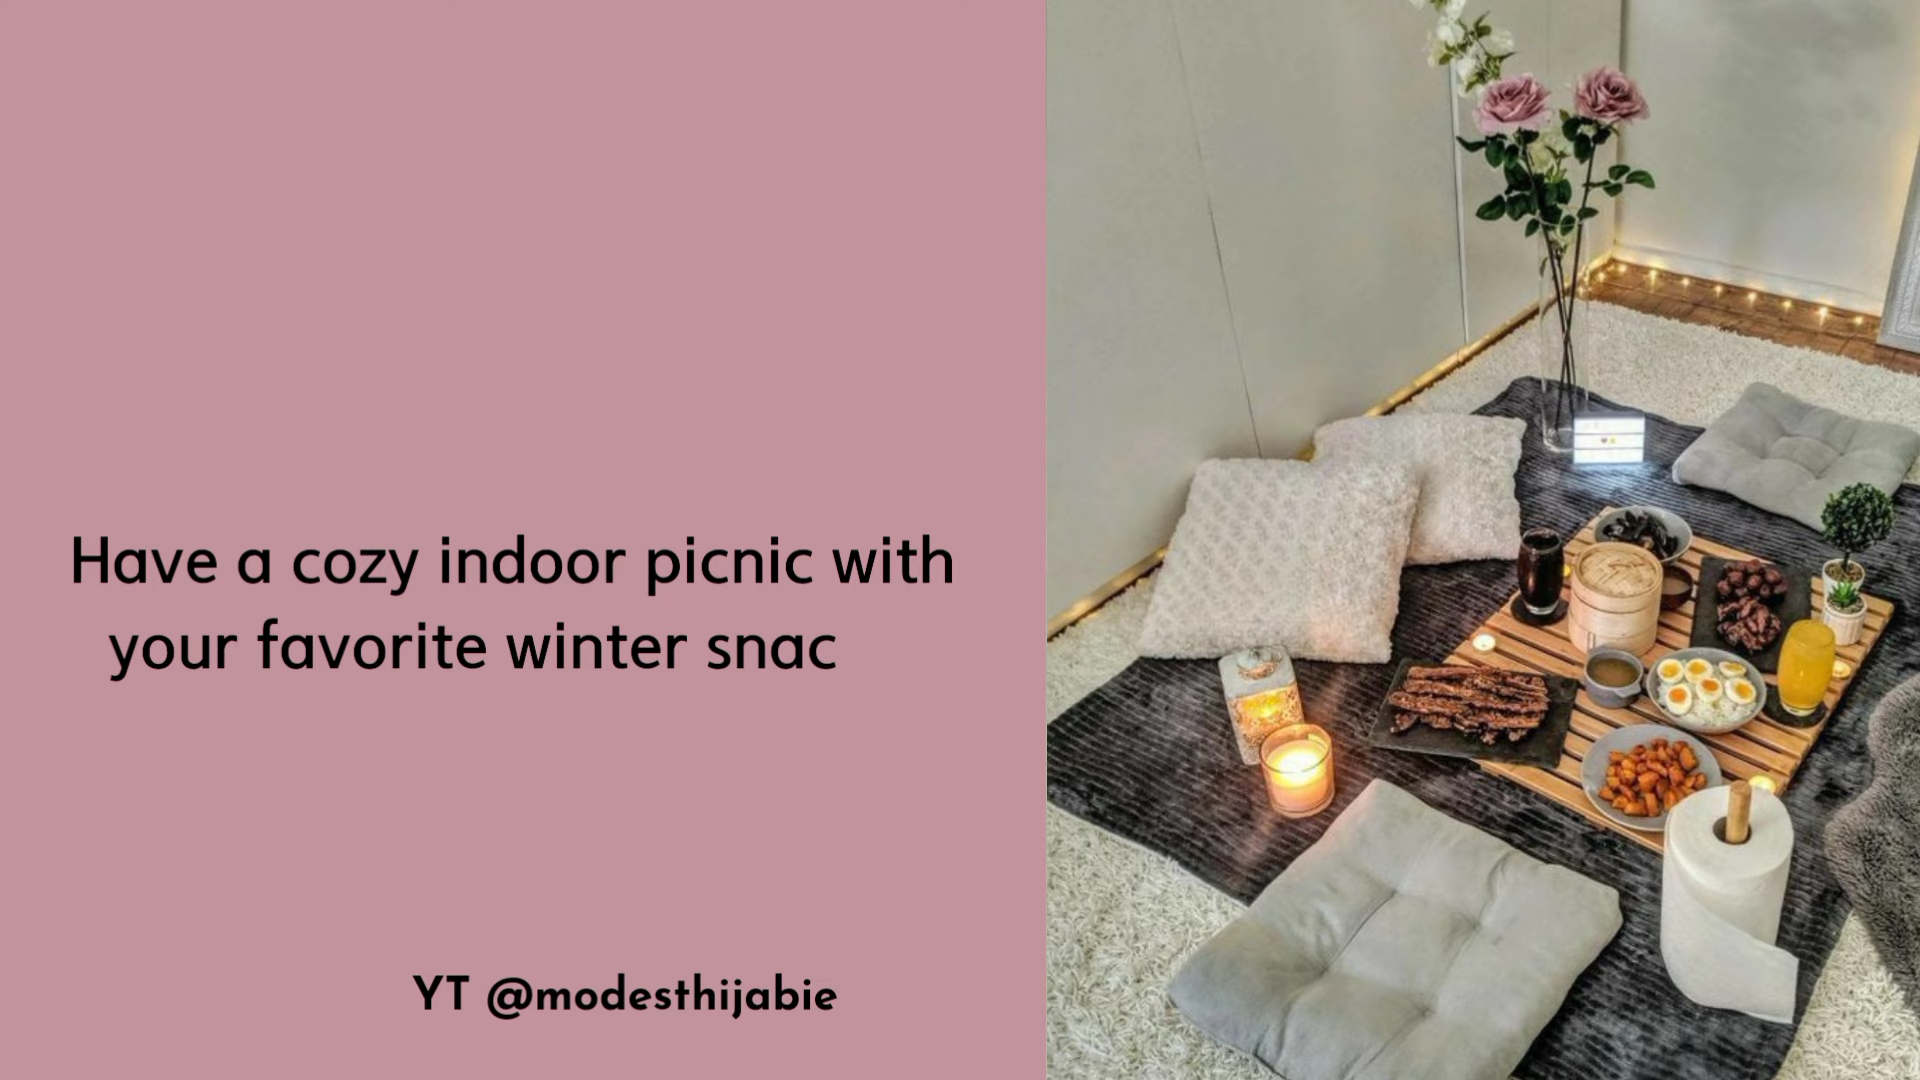 Have a cozy indoor picnic with
your favorite winter snac
YT @modesthijabie